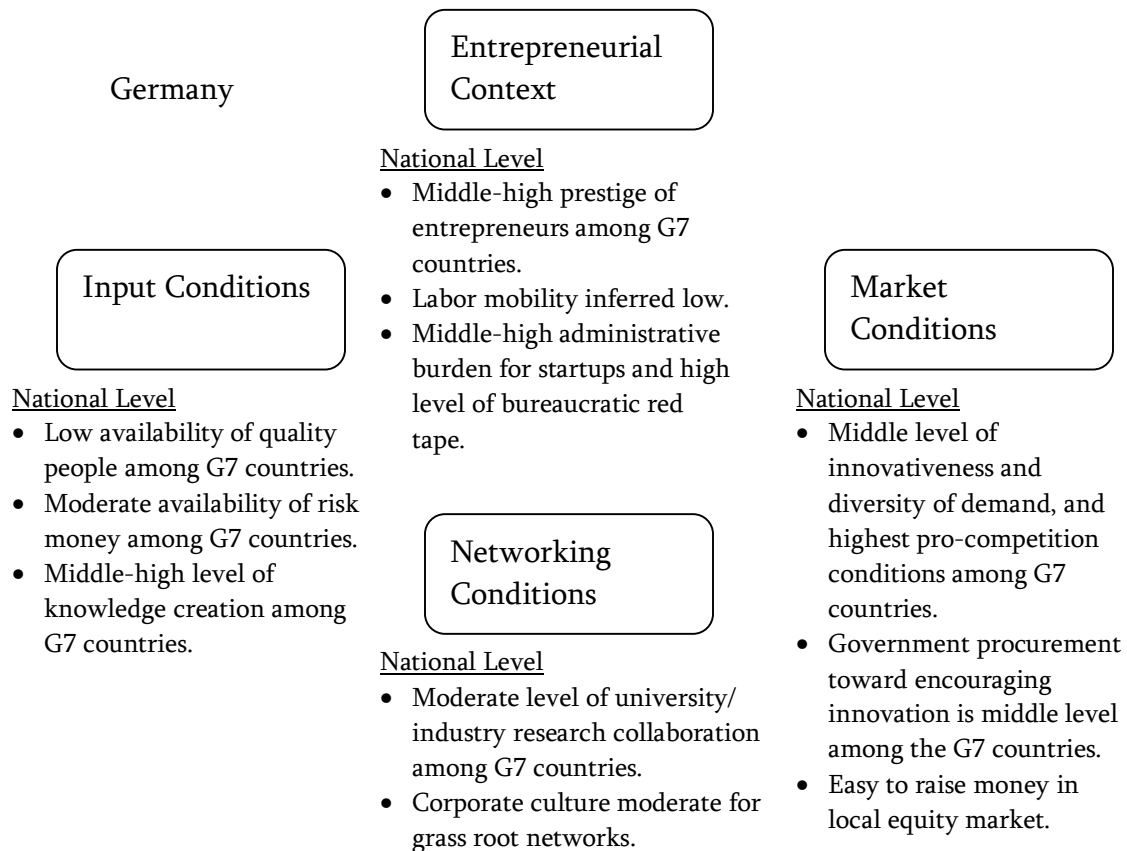 Germany
Entrepreneurial
Context
National Level
• Middle-high prestige of
entrepreneurs among G7
countries.
• Labor mobility inferred low.
• Middle-high administrative
burden for startups and high
level of bureaucratic red
tape.
Input Conditions
National Level
• Low availability of quality
people among G7 countries.
• Moderate availability of risk
money among G7 countries.
• Middle-high level of
knowledge creation among
G7 countries.
Networking
Conditions
National Level
• Moderate level of university/
industry research collaboration
among G7 countries.
• Corporate culture moderate for
grass root networks.
Market
Conditions
National Level
• Middle level of
innovativeness and
diversity of demand, and
highest pro-competition
conditions among G7
countries.
• Government procurement
toward encouraging
innovation is middle level
among the G7 countries.
• Easy to raise money in
local equity market.